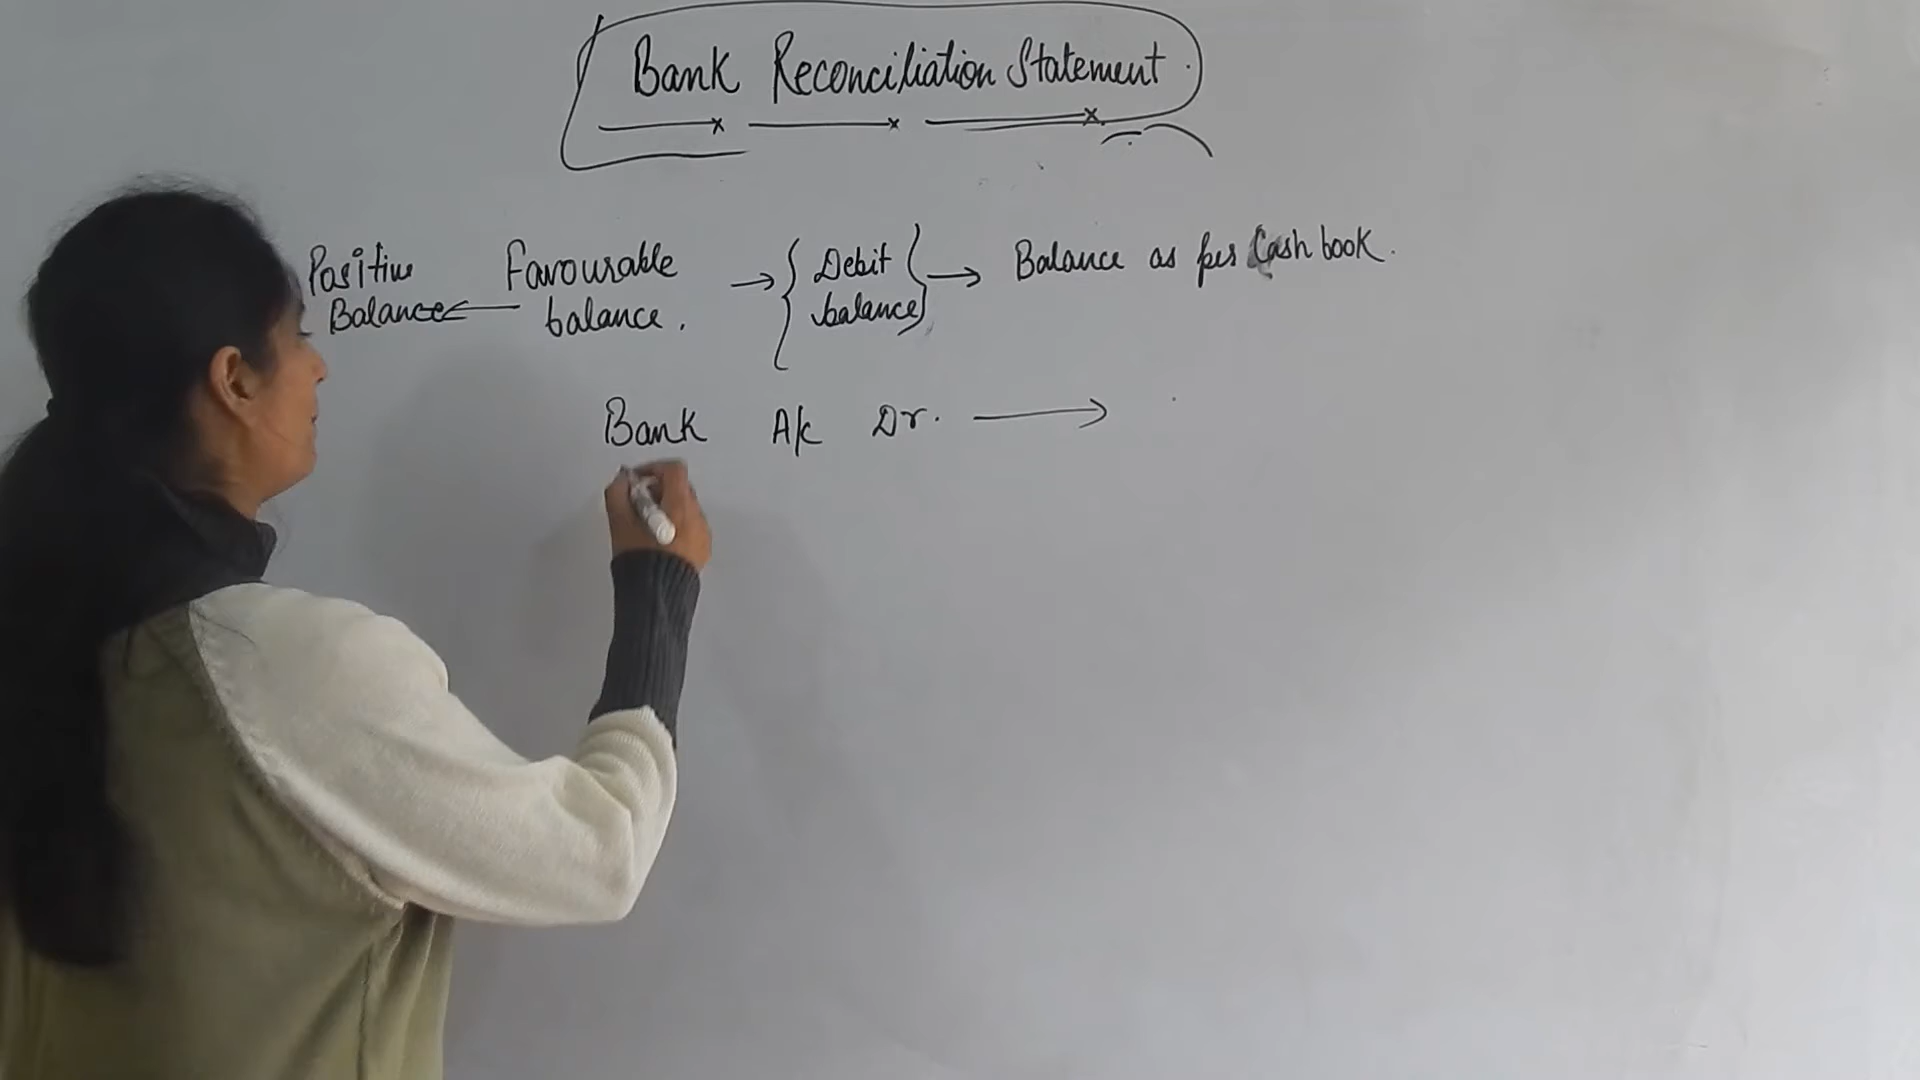 Bank Reconciliation Statement
Positive Favourable → { Debit } → Balance as per Cash book.
Balance ← balance. balance
Bank A/c Dr. →